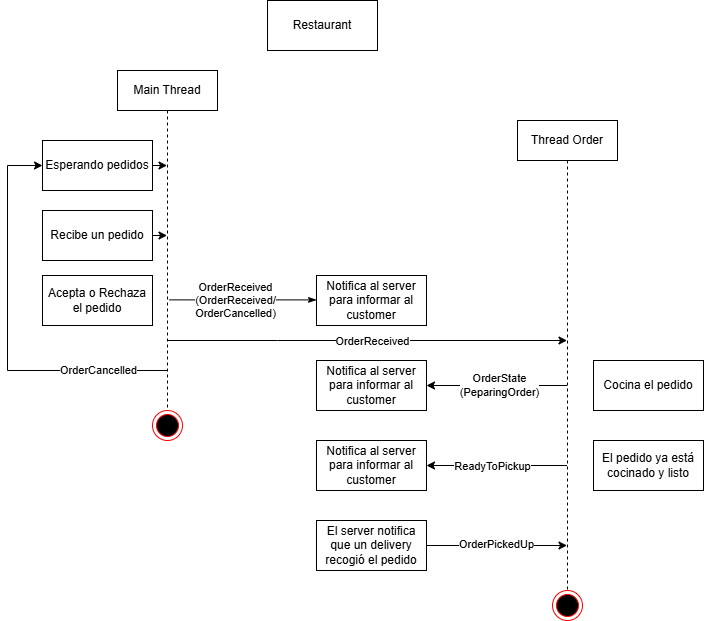 Restaurant
Main Thread
Thread Order
Esperando pedidos
Recibe un pedido
Acepta o Rechaza
el pedido
OrderReceived
(OrderReceived/
OrderCancelled)
Notifica al server
para informar al
customer
OrderReceived
OrderCancelled
Notifica al server
para informar al
customer
OrderState
(PeparingOrder)
Cocina el pedido
Notifica al server
para informar al
customer
ReadyToPickup
El pedido ya está
cocinado y listo
El server notifica
que un delivery
recogió el pedido
OrderPickedUp